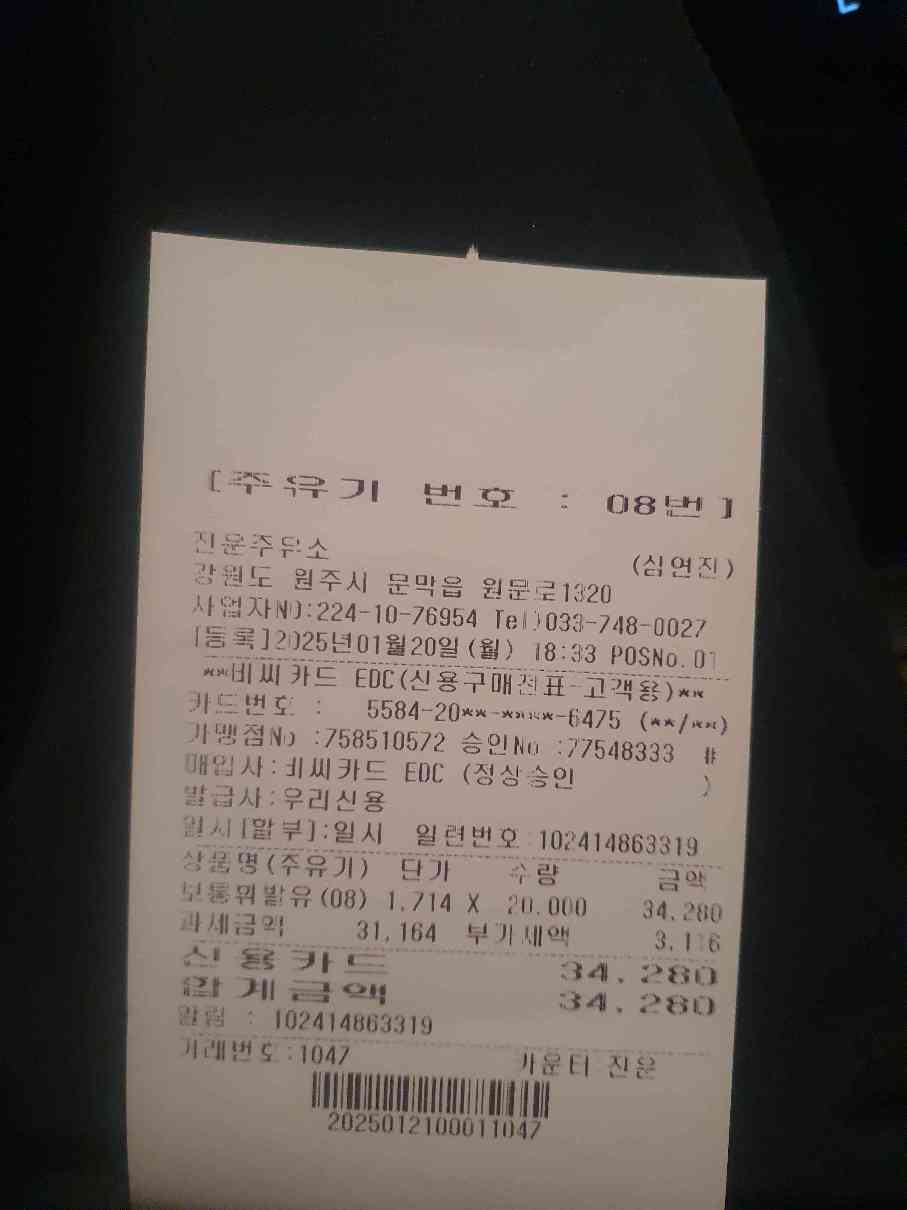 [주유기 번호 : 08번]
진운주유소 (심연진)
강원도 원주시 문막읍 원문로1320
사업자NO:224-10-76954 Tel)033-748-0027
[등록]2025년01월20일(월) 18:33 POSNo.01
**비씨카드 EDC(신용구매전표-고객용)**
카드번호 : 5584-20**-****-6475 (**/**)
가맹점No :758510572 승인No :77548333 #
매입사:비씨카드 EDC (정상승인 )
발급사:우리신용
일시[할부]:일시 일련번호:102414863319
상품명(주유기) 단가 수량 금액
보통휘발유(08) 1,714 X 20.000 34,280
과세금액 31,164 부가세액 3,116
신용카드 34,280
합계금액 34,280
알림 : 102414863319
거래번호:1047 카운터 진운
2025012100011047